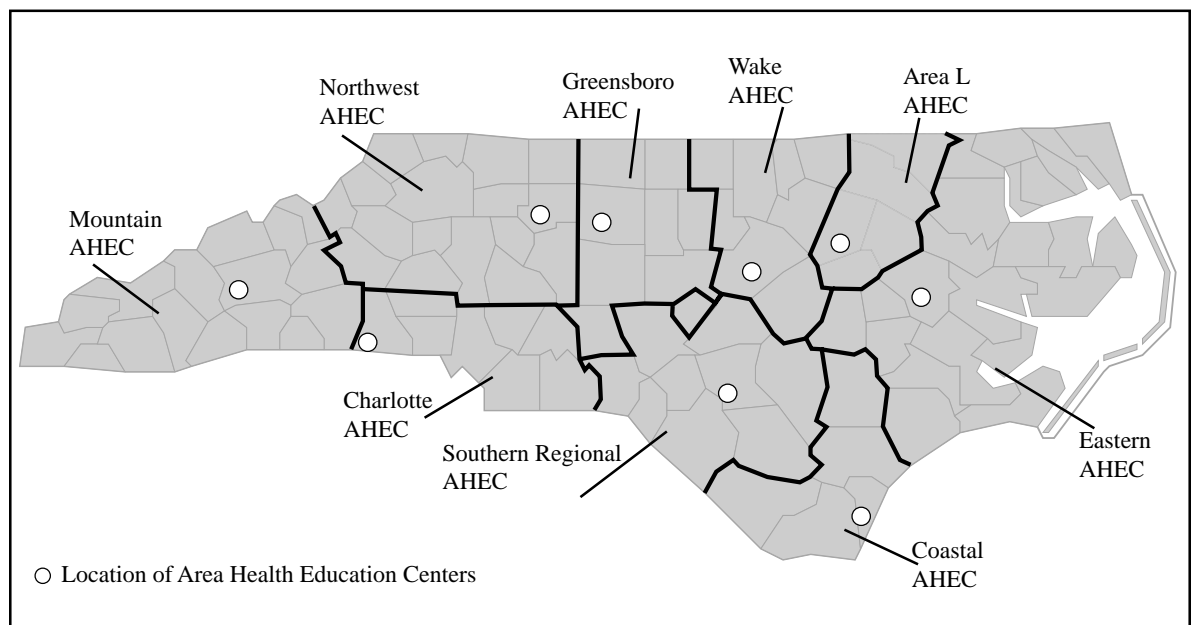 Northwest
AHEC
Greensboro
AHEC
Wake
AHEC
Area L
AHEC
Mountain
AHEC
Charlotte
AHEC
Southern Regional
AHEC
Eastern
AHEC
Coastal
AHEC
Location of Area Health Education Centers